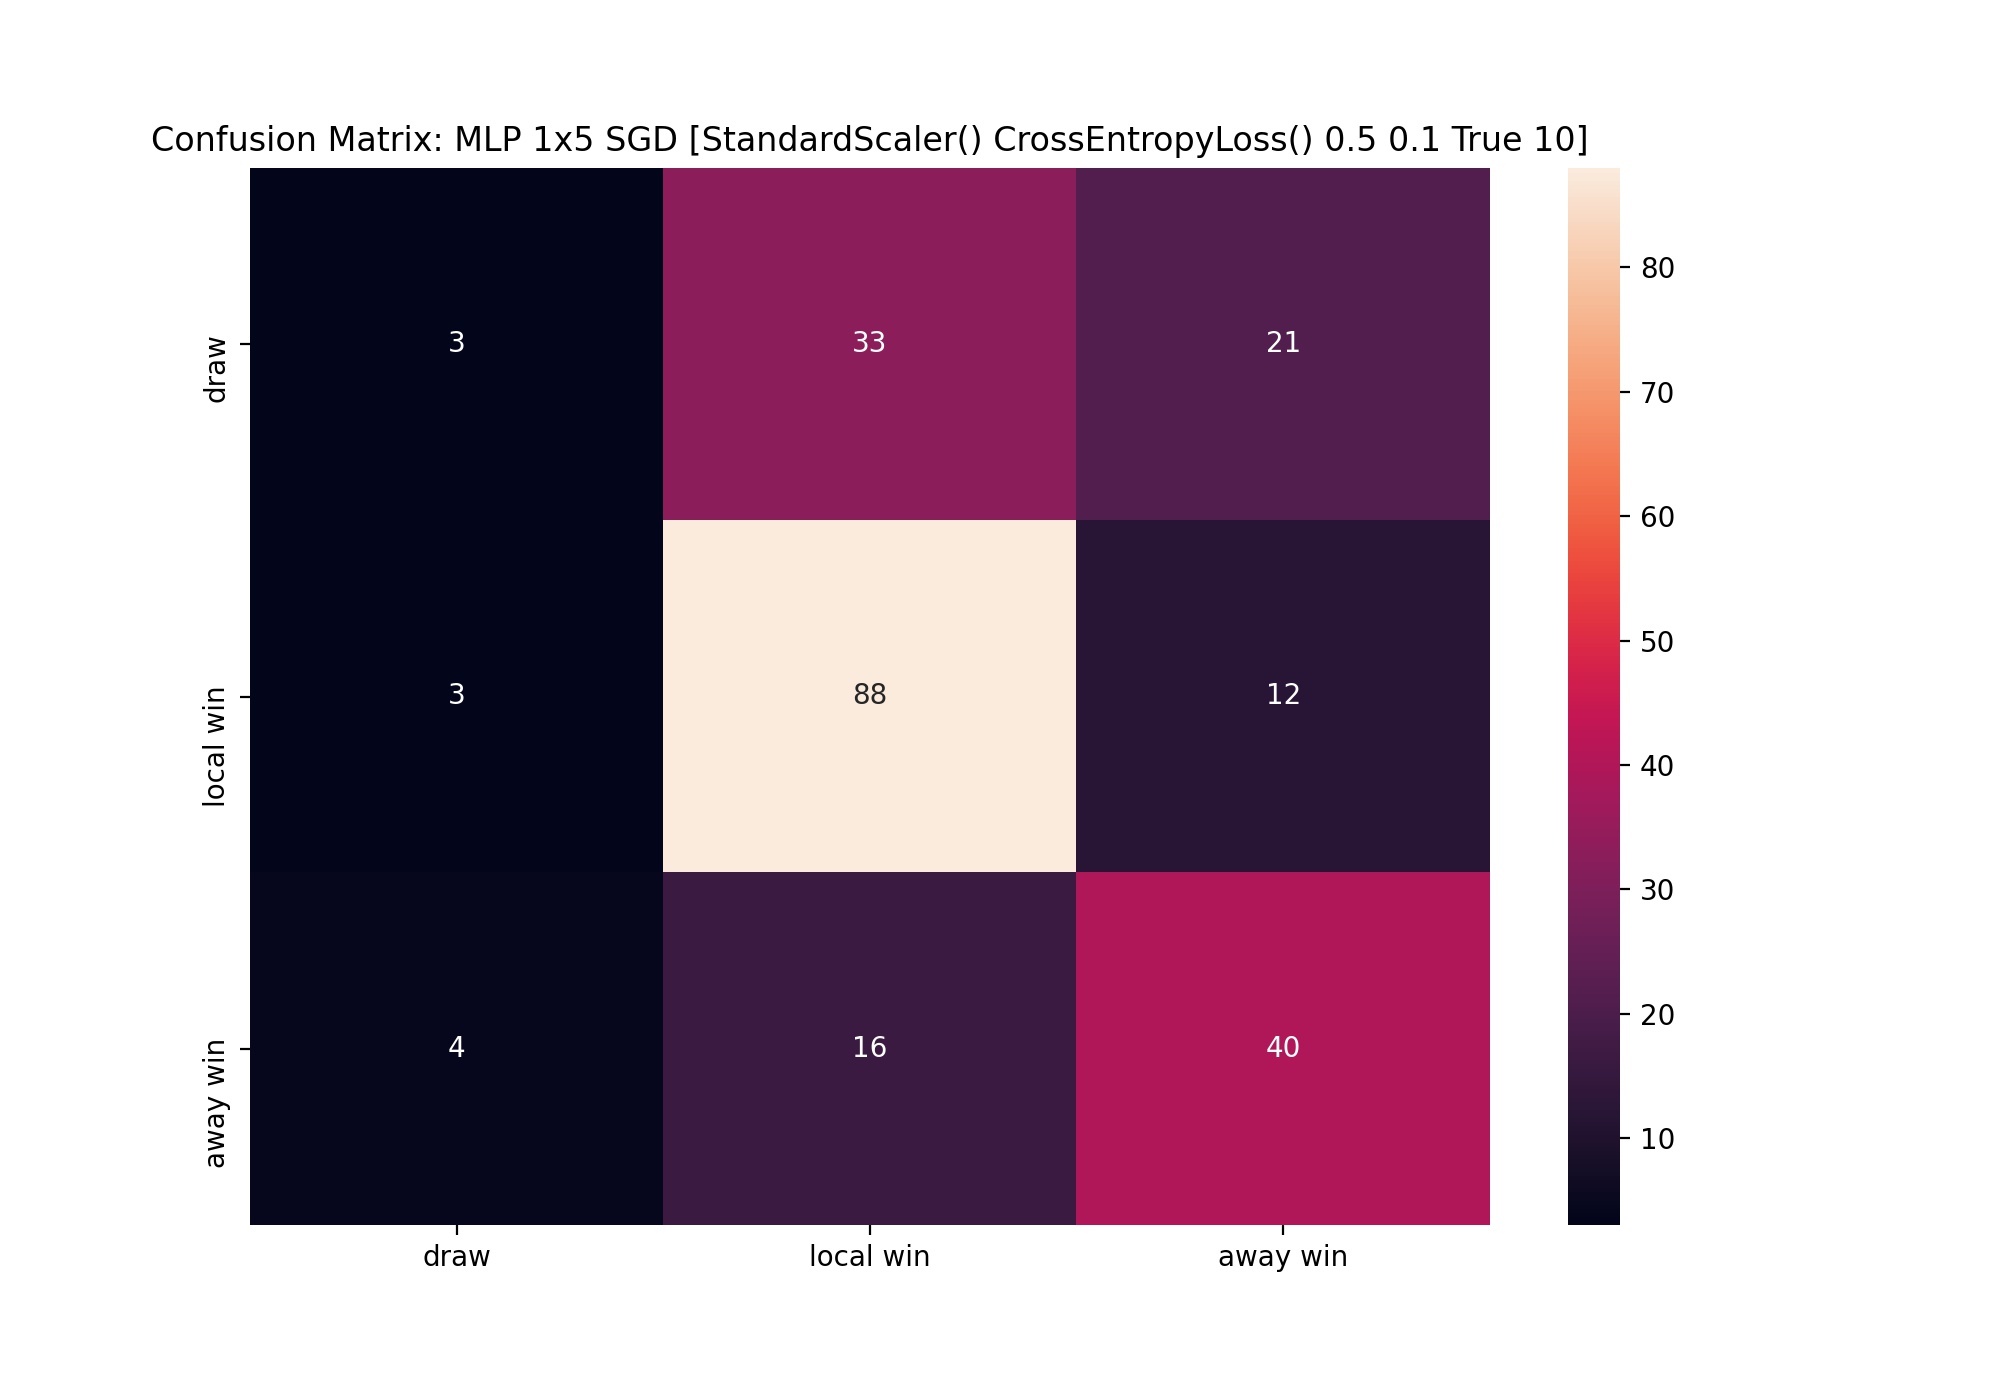 Confusion Matrix: MLP 1x5 SGD [StandardScaler() CrossEntropyLoss() 0.5 0.1 True 10]
draw
3
33
21
local win
3
88
12
away win
4
16
40
draw
local win
away win
80
70
60
50
40
30
20
10